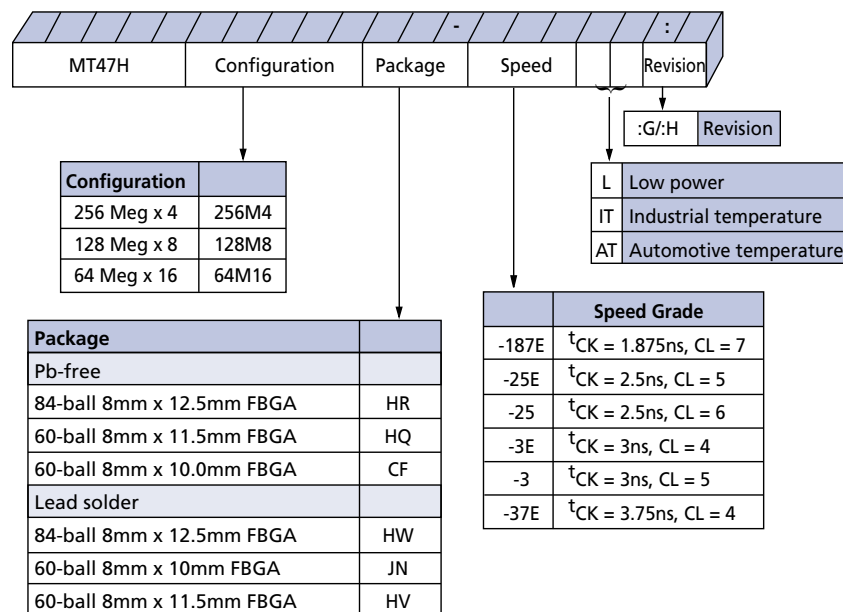 - :
MT47H Configuration Package Speed Revision
:G/:H Revision
Configuration
256 Meg x 4 256M4
128 Meg x 8 128M8
64 Meg x 16 64M16
L Low power
IT Industrial temperature
AT Automotive temperature
Package
Pb-free
84-ball 8mm x 12.5mm FBGA HR
60-ball 8mm x 11.5mm FBGA HQ
60-ball 8mm x 10.0mm FBGA CF
Lead solder
84-ball 8mm x 12.5mm FBGA HW
60-ball 8mm x 10mm FBGA JN
60-ball 8mm x 11.5mm FBGA HV
Speed Grade
-187E tCK = 1.875ns, CL = 7
-25E tCK = 2.5ns, CL = 5
-25 tCK = 2.5ns, CL = 6
-3E tCK = 3ns, CL = 4
-3 tCK = 3ns, CL = 5
-37E tCK = 3.75ns, CL = 4